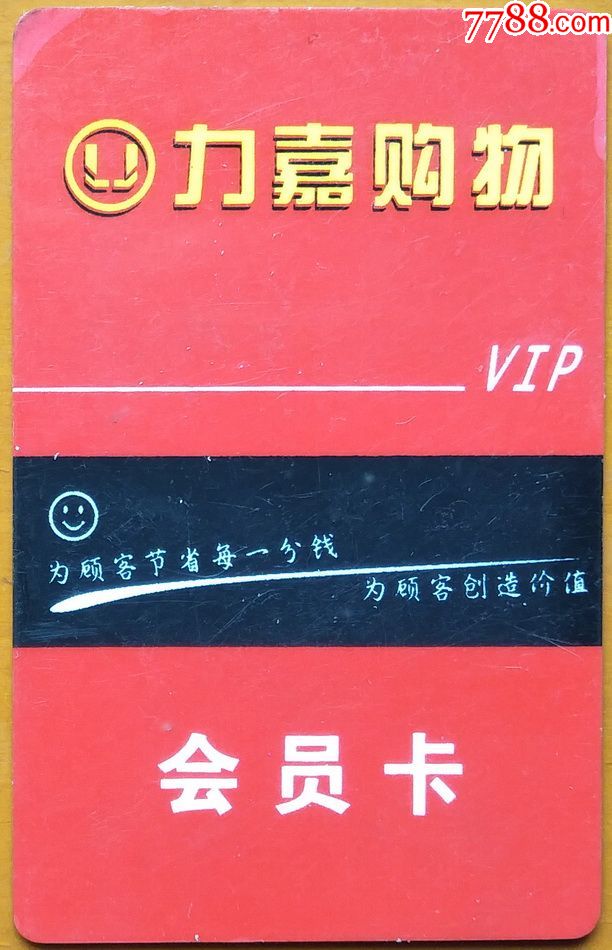 7788.com
力嘉购物
VIP
为顾客节省每一分钱
为顾客创造价值
会员卡